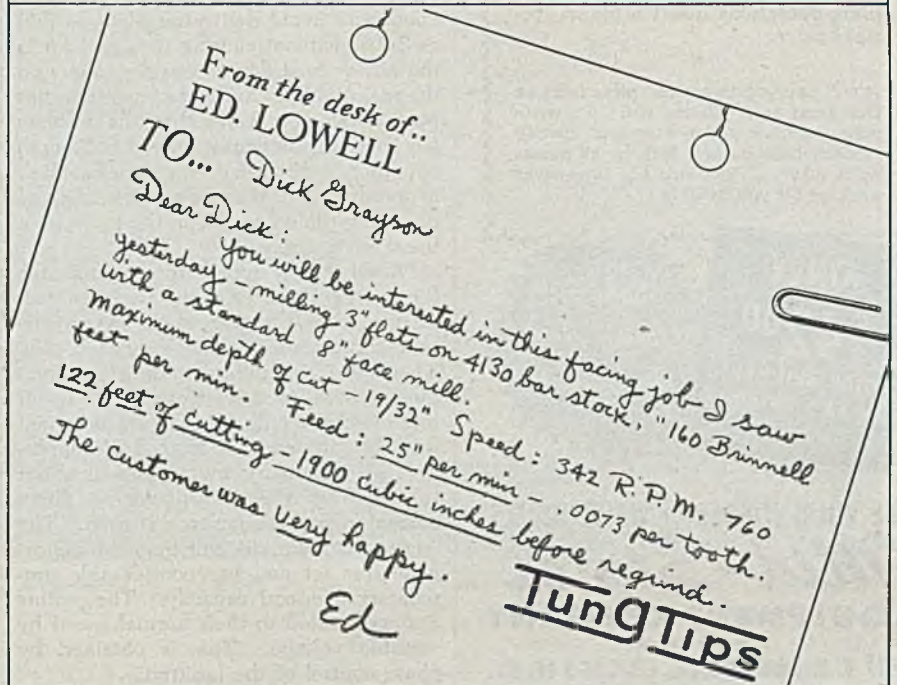 From the desk of..
ED. LOWELL
TO... Dick Grayson
Dear Dick:
You will be interested in this facing job I saw
yesterday - milling 3" flats on 4130 bar stock, "160 Brinnell
with a standard 8" face mill.
Maximum depth of cut - 19/32" Speed: 342 R.P.M. 760
feet per min. Feed: 25" per min - .0073 per tooth.
122 feet of cutting - 1900 cubic inches before regrind..
The customer was very happy.
Ed
TungTips